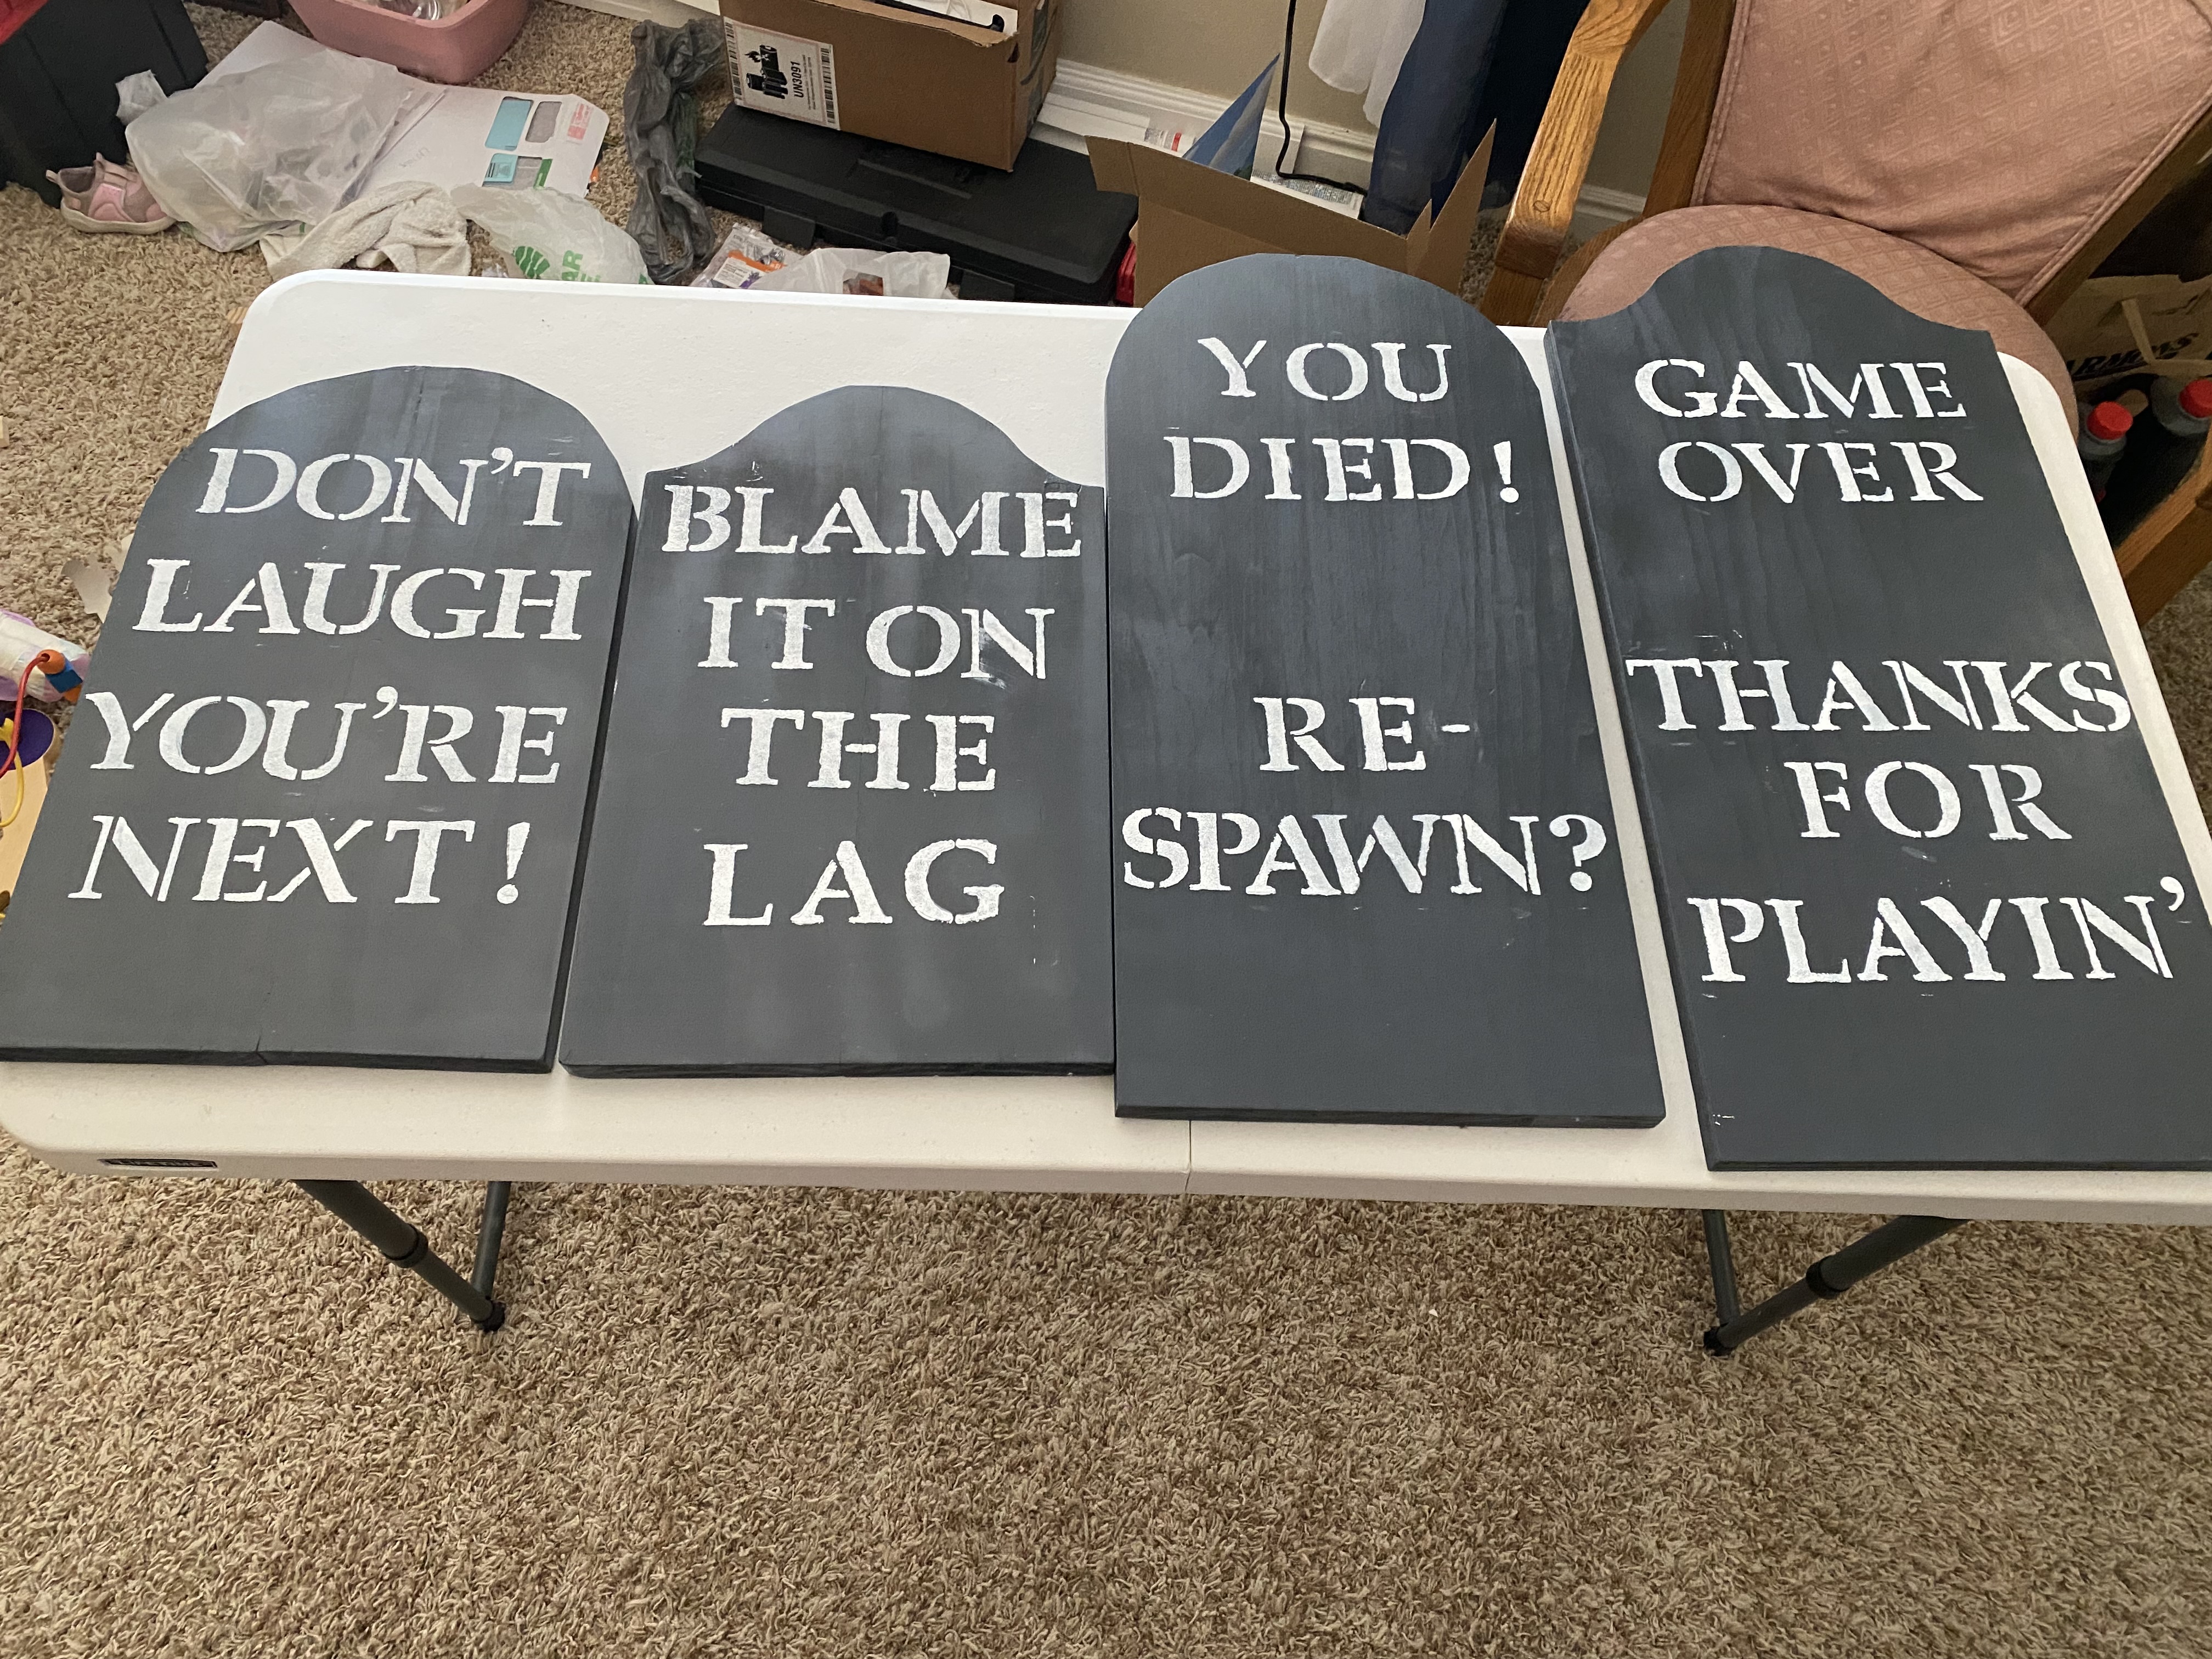 UN3091
DON'T
LAUGH
YOU'RE
NEXT!
BLAME
IT ON
THE
LAG
YOU
DIED!
RE-
SPAWN?
GAME
OVER
THANKS
FOR
PLAYIN'
LIFETIME